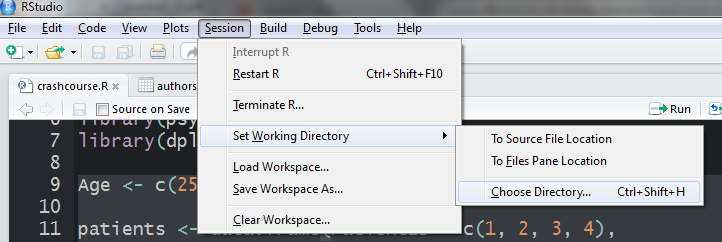 RStudio
File Edit Code View Plots Session Build Debug Tools Help
Interrupt R
Restart R Ctrl+Shift+F10
Terminate R...
Set Working Directory
To Source File Location
To Files Pane Location
Choose Directory... Ctrl+Shift+H
Load Workspace...
Save Workspace As...
Clear Workspace...
crashcourse.R authors
Source on Save Run
6 library(psy
7 library(dpl
8
9 Age <- c(25
10
11 patients <- c(1, 2, 3, 4),